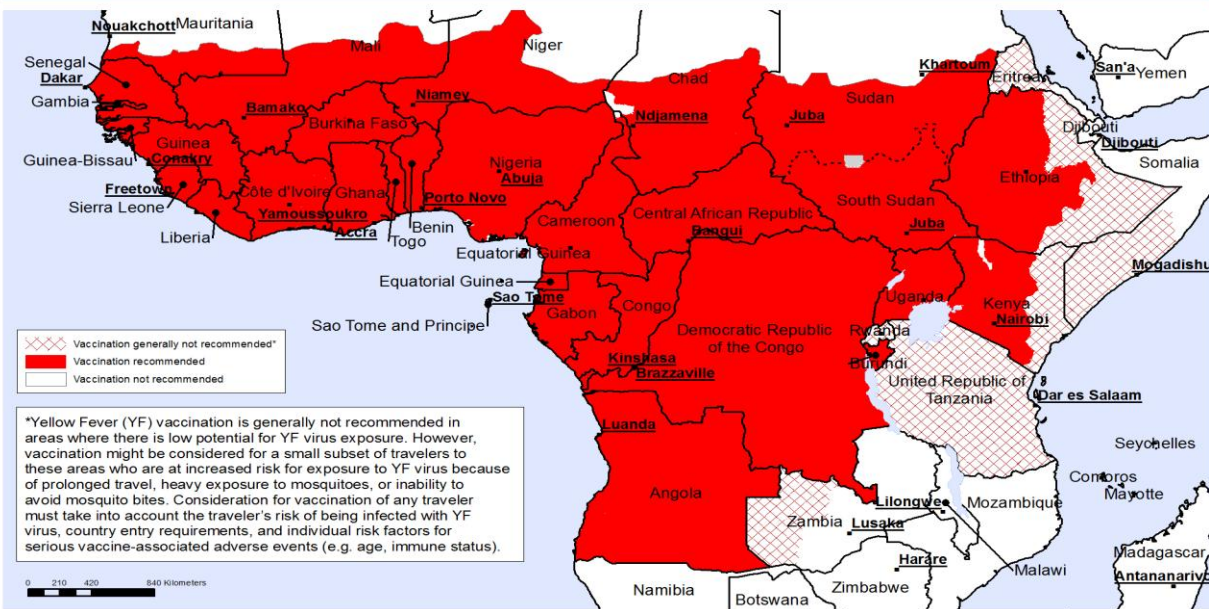 Nouakchott
Mauritania
Mali
Niger
Chad
Khartoum
Sudan
Eritrea
San'a
Yemen
Senegal
Dakar
Gambia
Bamako
Niamey
Burkina Faso
Ndjamena
Juba
Djibouti
Djibouti
Somalia
Guinea
Conakry
Guinea-Bissau
Nigeria
Abuja
Ethiopia
Freetown
Sierra Leone
Côte d'Ivoire
Ghana
Porto Novo
Yamoussoukro
Accra
Benin
Togo
Liberia
Cameroon
Central African Republic
Bangui
South Sudan
Juba
Equatorial Guinea
Equatorial Guinea
Sao Tome
Sao Tome and Principe
Gabon
Congo
Uganda
Kenya
Nairobi
Mogadishu
Democratic Republic
of the Congo
Rwanda
Burundi
Kinshasa
Brazzaville
United Republic of
Tanzania
Dar es Salaam
Luanda
Angola
Seychelles
Comoros
Mayotte
Lilongwe
Mozambique
Zambia
Lusaka
Harare
Malawi
Zimbabwe
Namibia
Botswana
Madagascar
Antananarivo
Vaccination generally not recommended*
Vaccination recommended
Vaccination not recommended
*Yellow Fever (YF) vaccination is generally not recommended in
areas where there is low potential for YF virus exposure. However,
vaccination might be considered for a small subset of travelers to
these areas who are at increased risk for exposure to YF virus because
of prolonged travel, heavy exposure to mosquitoes, or inability to
avoid mosquito bites. Consideration for vaccination of any traveler
must take into account the traveler's risk of being infected with YF
virus, country entry requirements, and individual risk factors for
serious vaccine-associated adverse events (e.g. age, immune status).
0 210 420 840 Kilometers